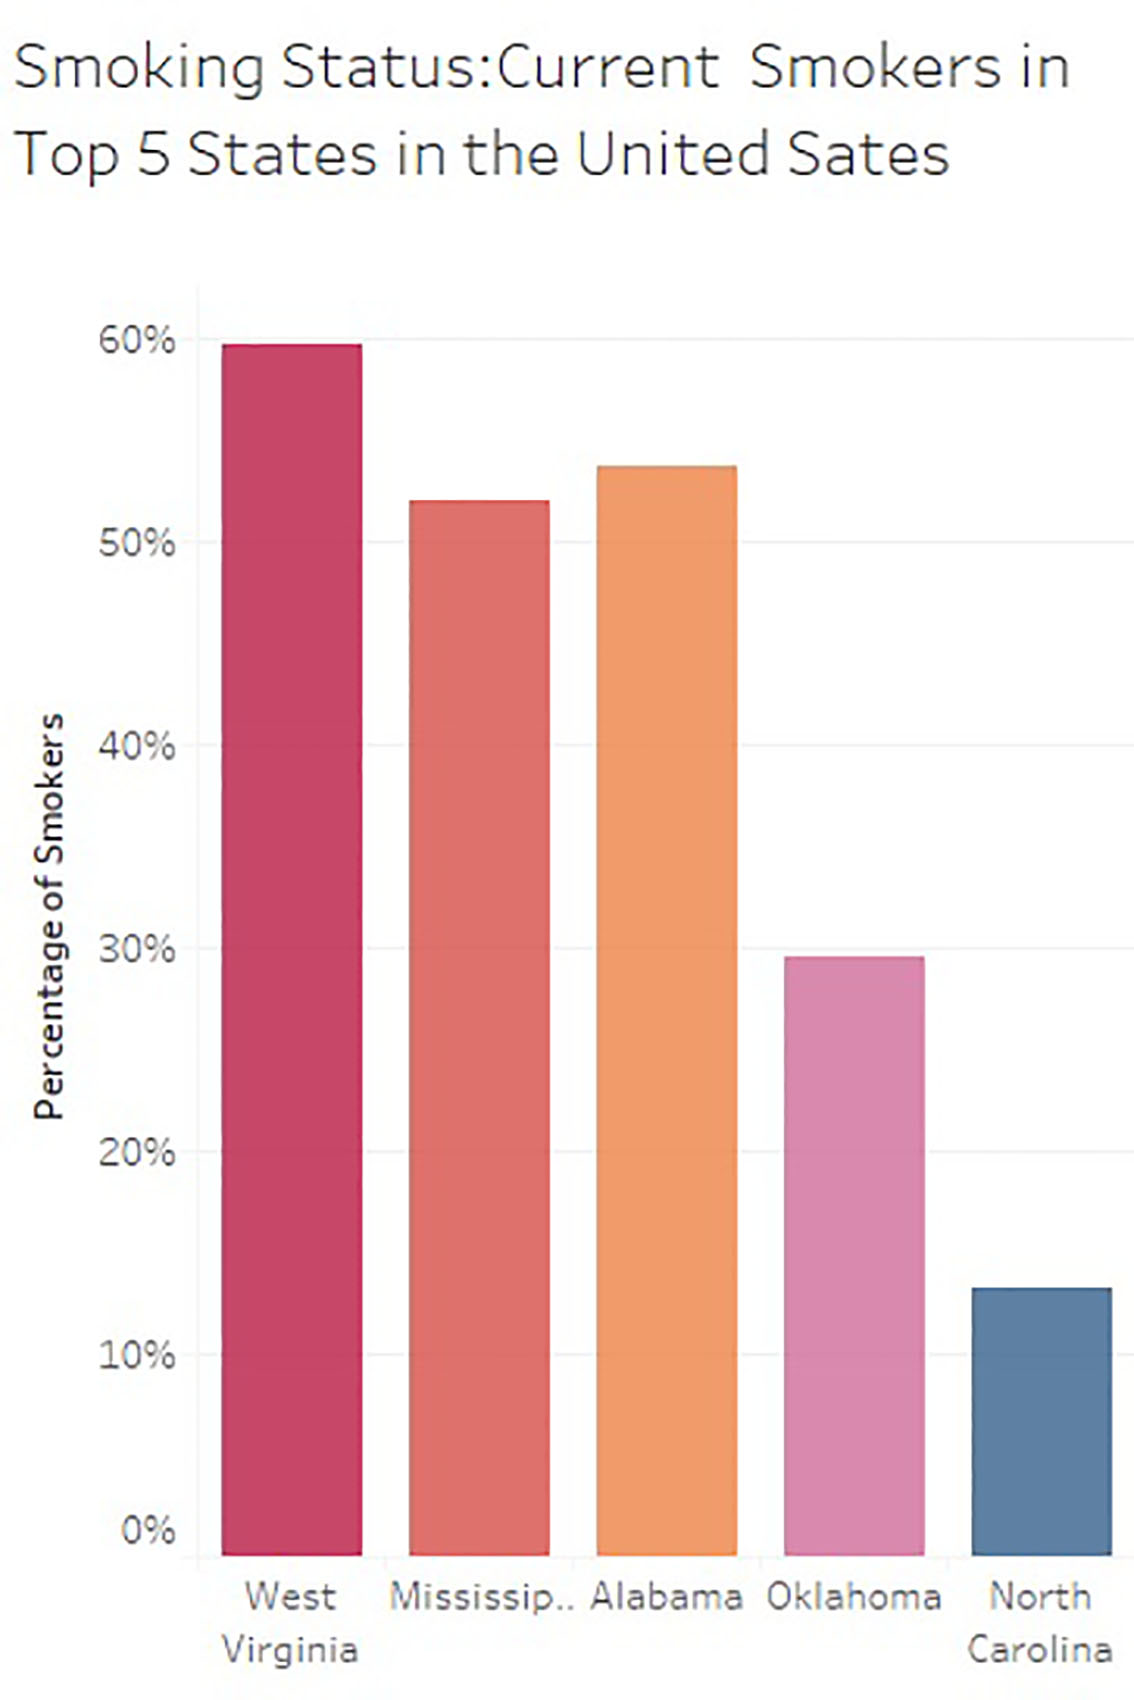 Smoking Status:Current Smokers in
Top 5 States in the United Sates
60%
50%
40%
30%
20%
10%
0%
Percentage of Smokers
West
Virginia
Mississip..
Alabama
Oklahoma
North
Carolina